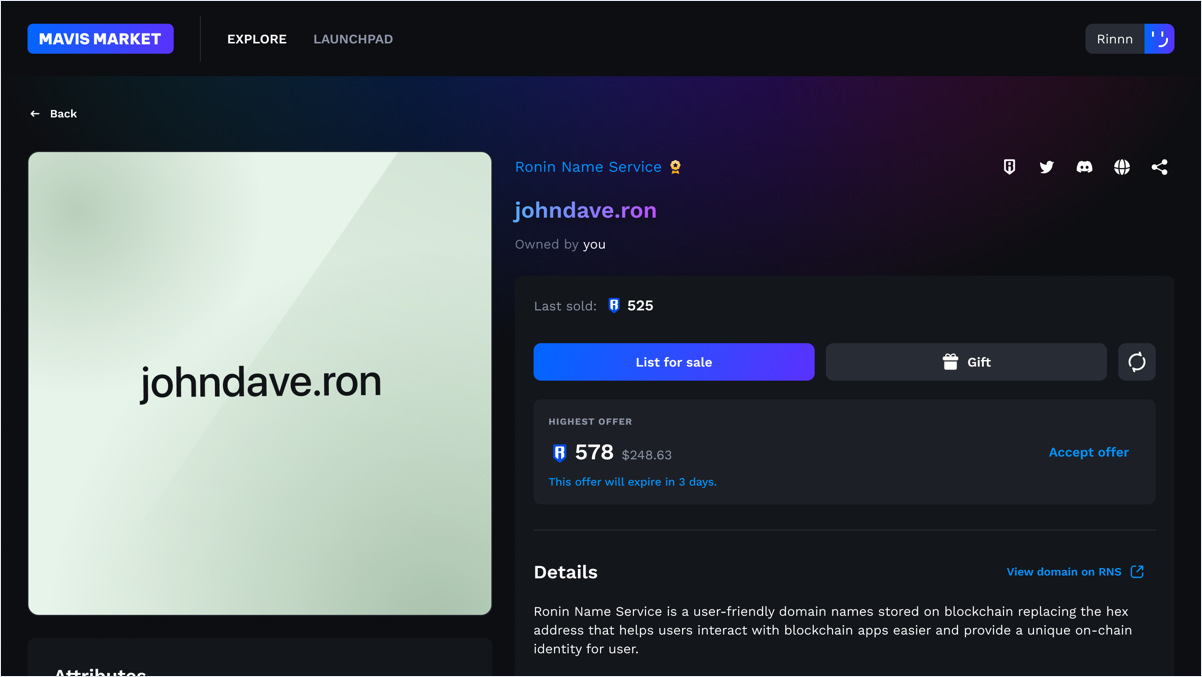 MAVIS MARKET
EXPLORE
LAUNCHPAD
Rinnn
Back
johndave.ron
Ronin Name Service
johndave.ron
Owned by you
Last sold: 525
List for sale
Gift
HIGHEST OFFER
578 $248.63
Accept offer
This offer will expire in 3 days.
Details
View domain on RNS
Ronin Name Service is a user-friendly domain names stored on blockchain replacing the hex
address that helps users interact with blockchain apps easier and provide a unique on-chain
identity for user.
Attributes